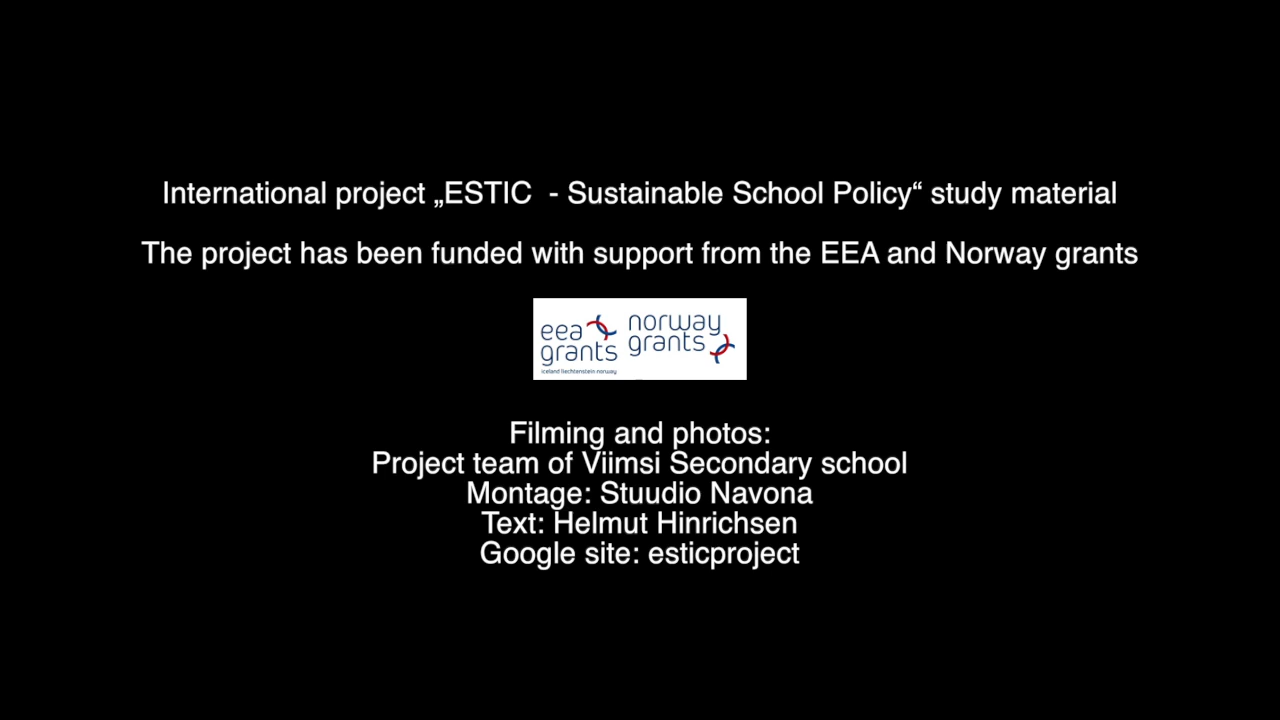 International project „ESTIC - Sustainable School Policy“ study material
The project has been funded with support from the EEA and Norway grants
eea grants
iceland liechtenstein norway
norway grants
Filming and photos:
Project team of Viimsi Secondary school
Montage: Stuudio Navona
Text: Helmut Hinrichsen
Google site: esticproject